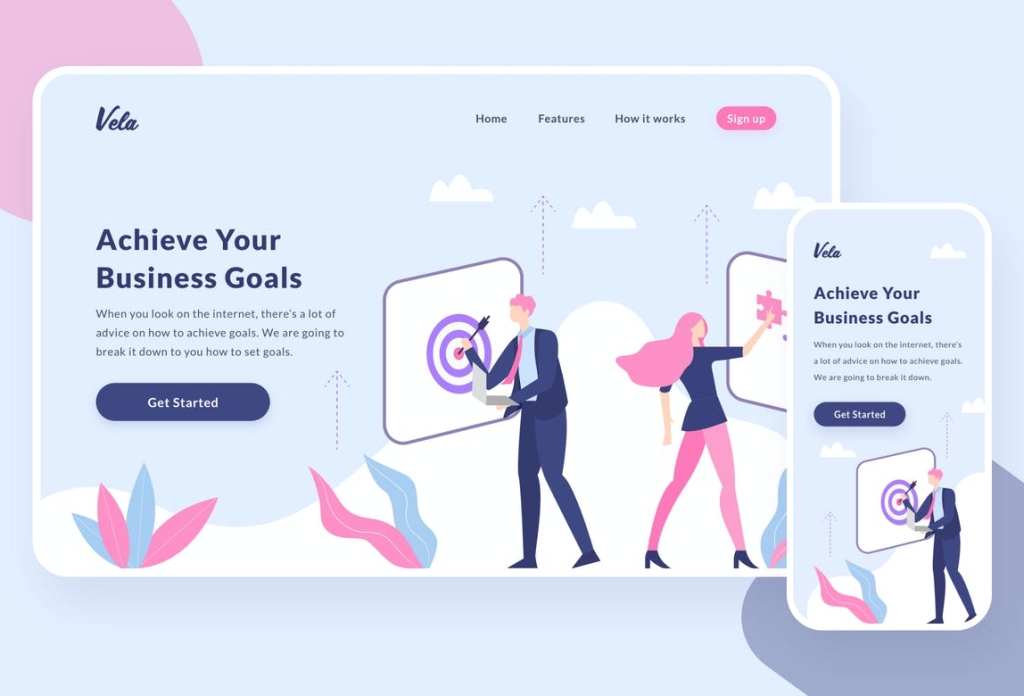 Vela
Home Features How it works Sign up
Achieve Your
Business Goals
When you look on the internet, there's a lot of
advice on how to achieve goals. We are going to
break it down to you how to set goals.
Get Started
Vela
Achieve Your
Business Goals
When you look on the internet, there's
a lot of advice on how to achieve goals.
We are going to break it down.
Get Started